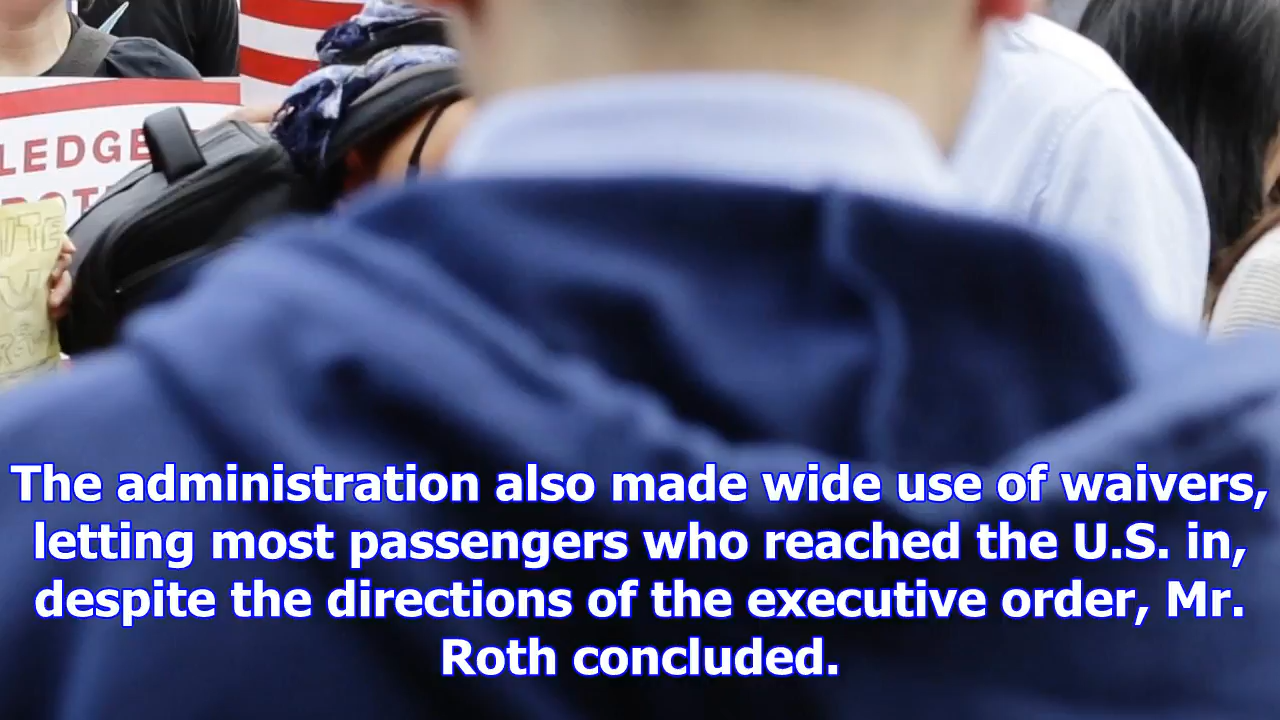 LEDGE
ITE
U
The administration also made wide use of waivers,
letting most passengers who reached the U.S. in,
despite the directions of the executive order, Mr.
Roth concluded.